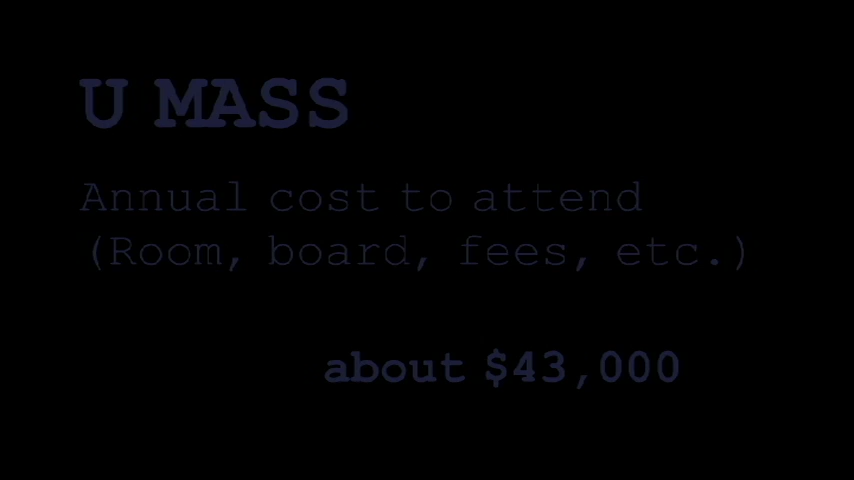 U MASS
Annual cost to attend
(Room, board, fees, etc.)
about $43,000